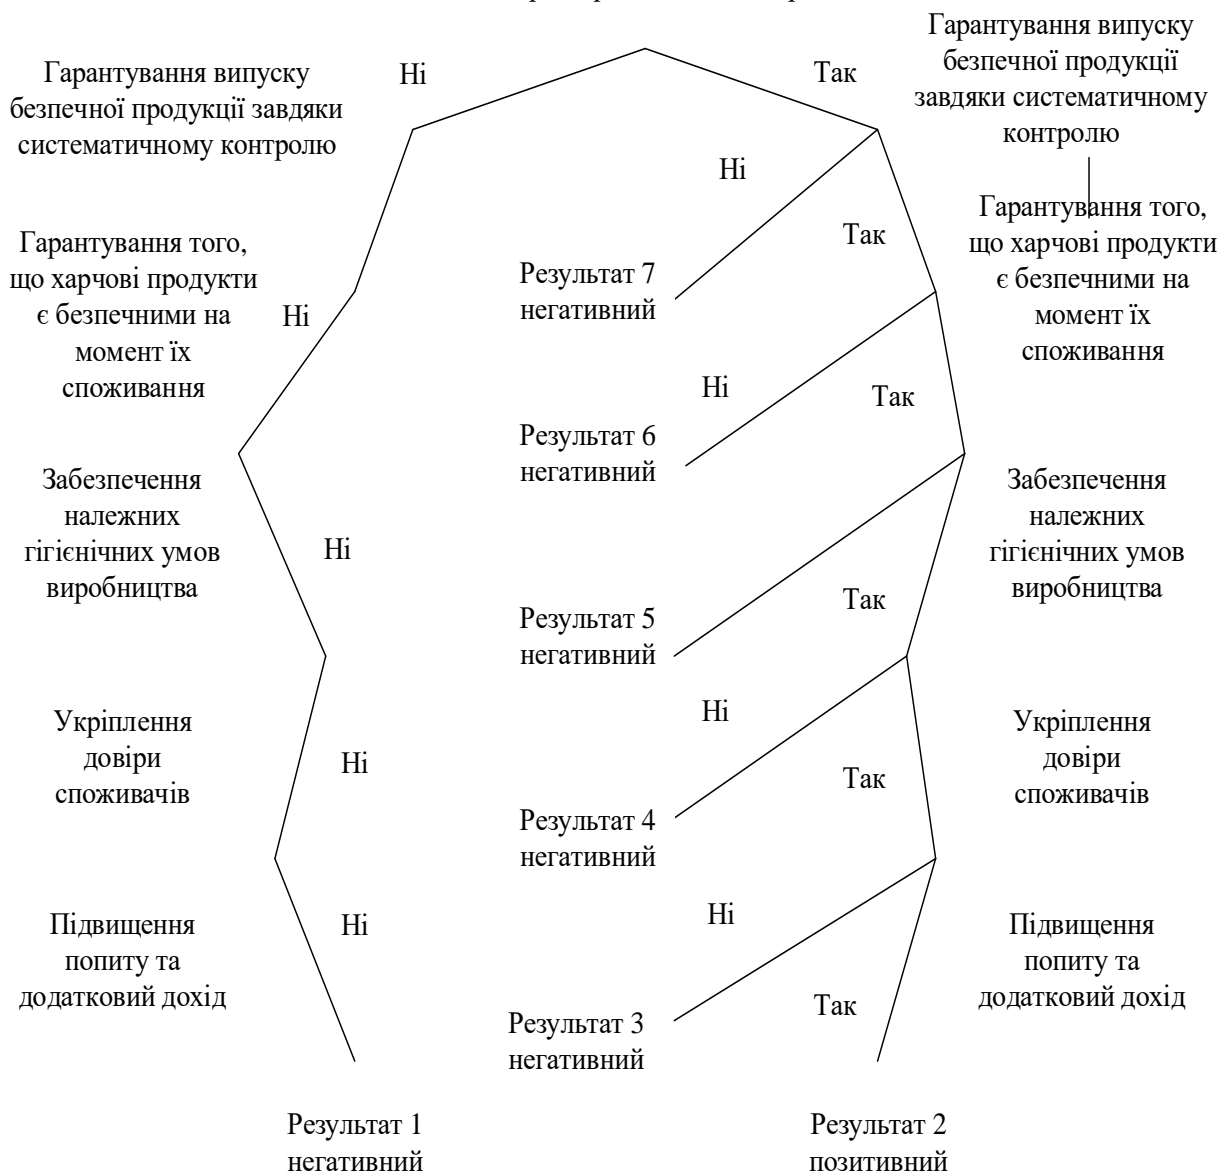 Гарантування випуску
безпечної продукції завдяки
систематичному контролю
Ні
Так
Гарантування випуску
безпечної продукції
завдяки систематичному
контролю
Ні
Гарантування того,
що харчові продукти
є безпечними на
момент їх
споживання
Ні
Результат 7
негативний
Так
Гарантування того,
що харчові продукти
є безпечними на
момент їх
споживання
Ні
Результат 6
негативний
Так
Забезпечення
належних
гігієнічних умов
виробництва
Ні
Результат 5
негативний
Так
Забезпечення
належних
гігієнічних умов
виробництва
Ні
Укріплення
довіри
споживачів
Ні
Результат 4
негативний
Так
Укріплення
довіри
споживачів
Ні
Підвищення
попиту та
додатковий дохід
Ні
Результат 3
негативний
Так
Підвищення
попиту та
додатковий дохід
Результат 1
негативний
Результат 2
позитивний